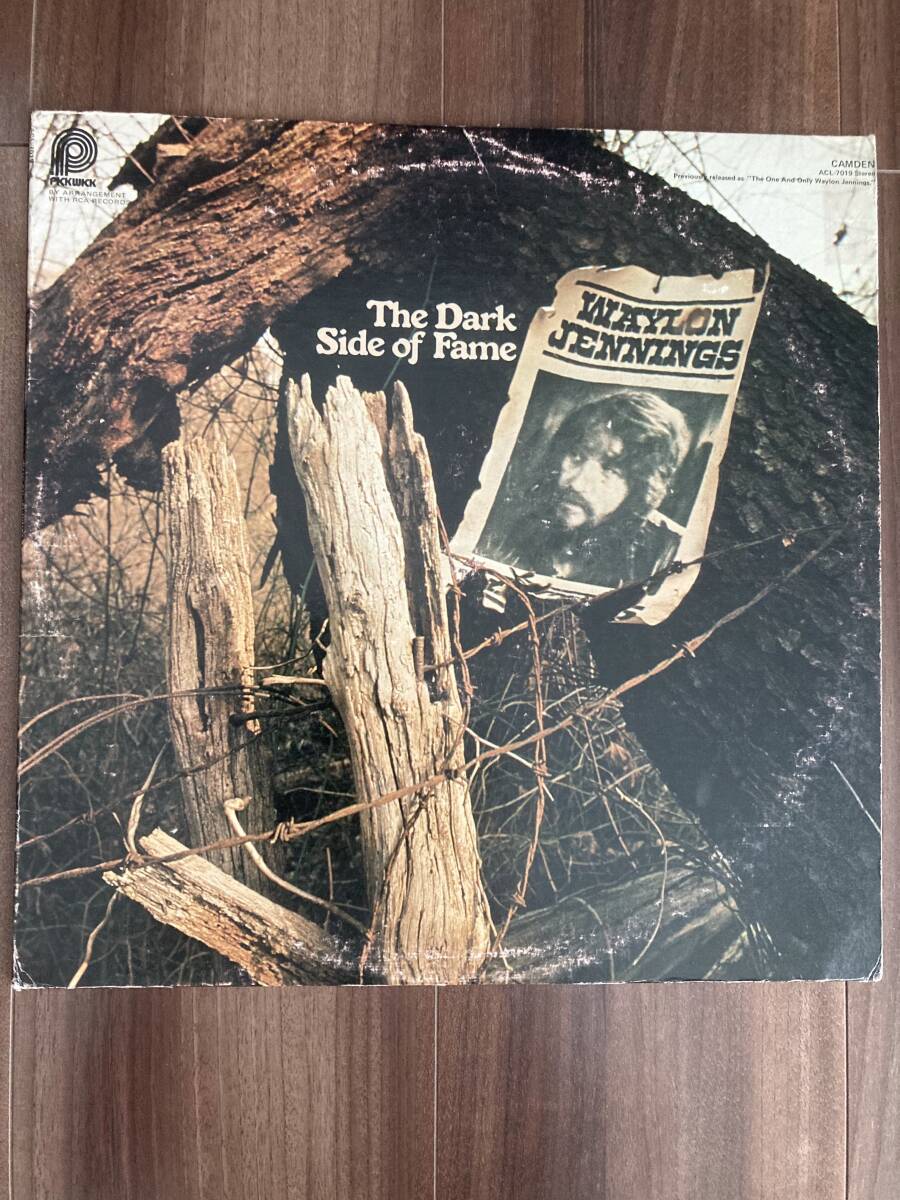 PICKWICK
BY ARRANGEMENT
WITH RCA RECORDS
CAMDEN
ACL-7019 Stereo
Previously released as "The One And Only Waylon Jennings."
The Dark
Side of Fame
WAYLON
JENNINGS